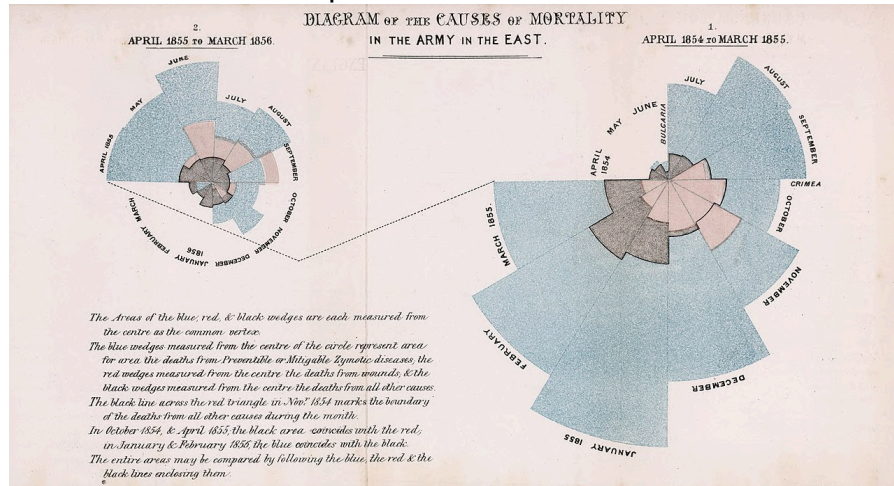 DIAGRAM OF THE CAUSES OF MORTALITY
IN THE ARMY IN THE EAST.
2.
APRIL 1855 TO MARCH 1856.
1.
APRIL 1854 TO MARCH 1855.
APRIL 1855
MAY
JUNE
JULY
AUGUST
SEPTEMBER
OCTOBER
NOVEMBER
DECEMBER
JANUARY
1856
FEBRUARY
MARCH
APRIL
1854
MAY
JUNE
BULGARIA
JULY
AUGUST
SEPTEMBER
CRIMEA
OCTOBER
NOVEMBER
DECEMBER
JANUARY 1855
FEBRUARY
MARCH 1855.
The Areas of the blue, red, & black wedges are each measured from
the centre as the common vertex.
The blue wedges measured from the centre of the circle represent area
for area the deaths from Preventible or Mitigable Zymotic diseases, the
red wedges measured from the centre the deaths from wounds, & the
black wedges measured from the centre the deaths from all other causes.
The black line across the red triangle in Novr. 1854 marks the boundary
of the deaths from all other causes during the month.
In October 1854, & April 1855, the black area coincides with the red;
in January & February 1856, the blue coincides with the black.
The entire areas may be compared by following the blue, the red & the
black lines enclosing them.